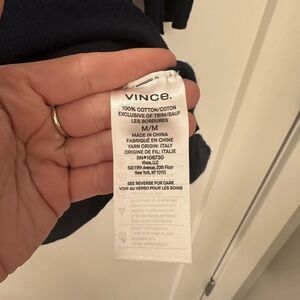 VINCE.
100% COTTON/COTON
EXCLUSIVE OF TRIM/SAUF
LES BORDURES
M/M
MADE IN CHINA
FABRIQUÉ EN CHINE
YARN ORIGIN: ITALY
ORIGINE DE FIL: ITALIE
RN#106730
Vince, LLC
500 Fifth Avenue, 20th Floor
New York, NY 10110
SEE REVERSE FOR CARE
VOIR AU VERSO POUR LES SOINS